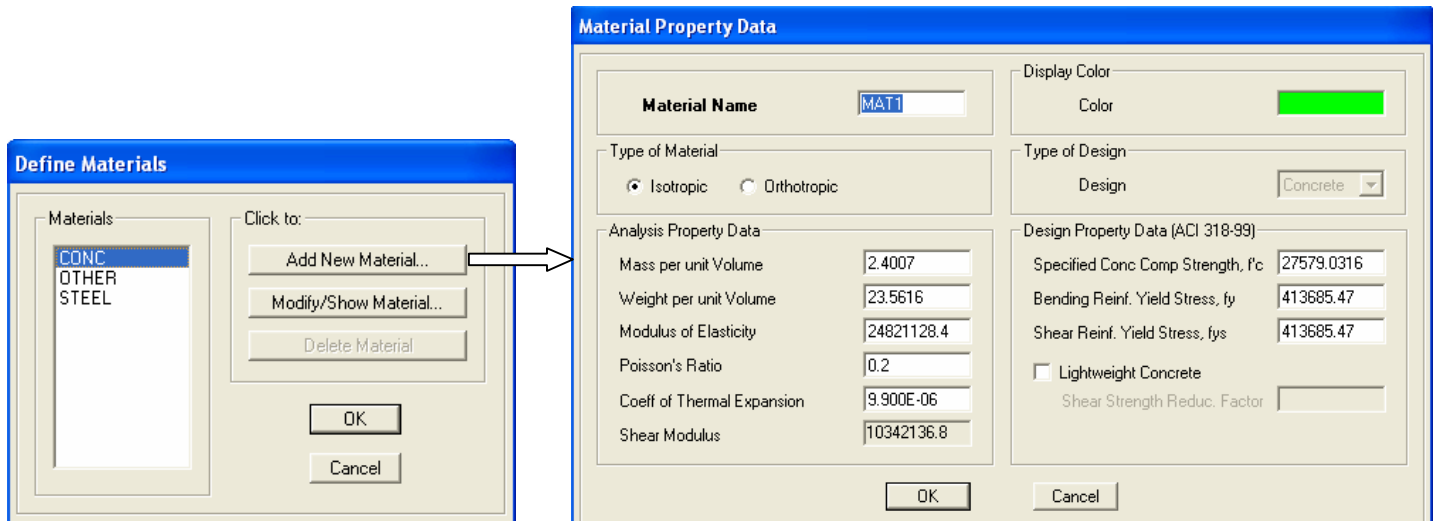 Define Materials
Materials
CONC
OTHER
STEEL
Click to:
Add New Material...
Modify/Show Material...
Delete Material
OK
Cancel
Material Property Data
Material Name MAT1
Display Color
Color
Type of Material
Isotropic Orthotropic
Type of Design
Design Concrete
Analysis Property Data
Mass per unit Volume 2.4007
Weight per unit Volume 23.5616
Modulus of Elasticity 24821128.4
Poisson's Ratio 0.2
Coeff of Thermal Expansion 9.900E-06
Shear Modulus 10342136.8
Design Property Data (ACI 318-99)
Specified Conc Comp Strength, f'c 27579.0316
Bending Reinf. Yield Stress, fy 413685.47
Shear Reinf. Yield Stress, fys 413685.47
Lightweight Concrete
Shear Strength Reduc. Factor
OK Cancel